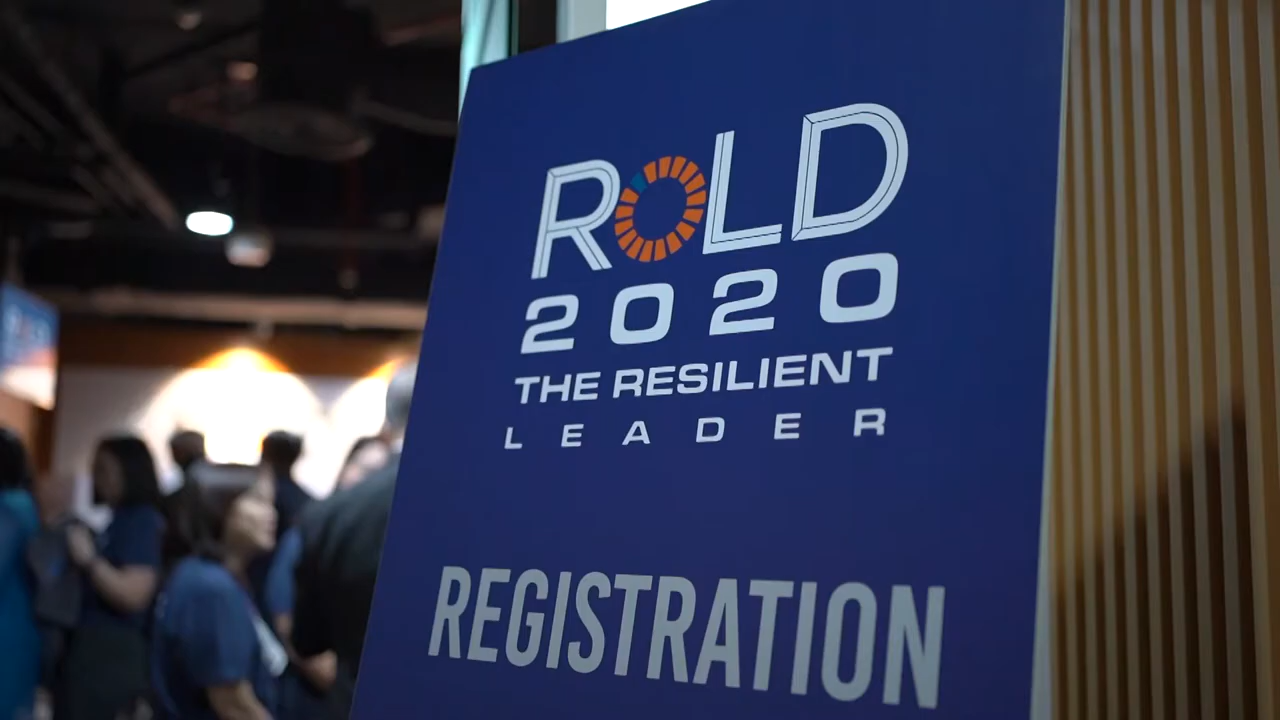 ROLD
2020
THE RESILIENT
LEADER
REGISTRATION